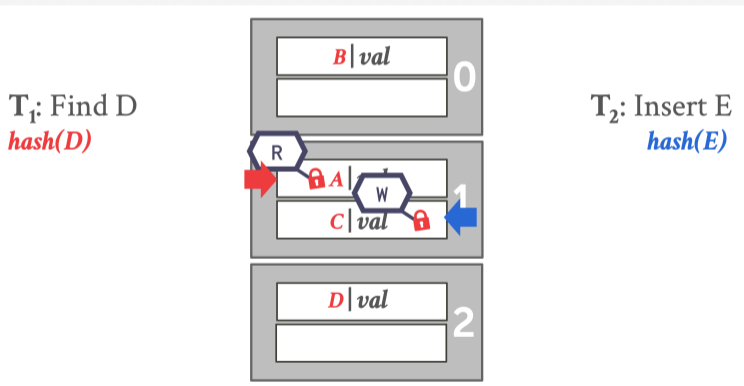 T₁: Find D
hash(D)
B|val
0
R
A|
W
1
C|val
D|val
2
T₂: Insert E
hash(E)